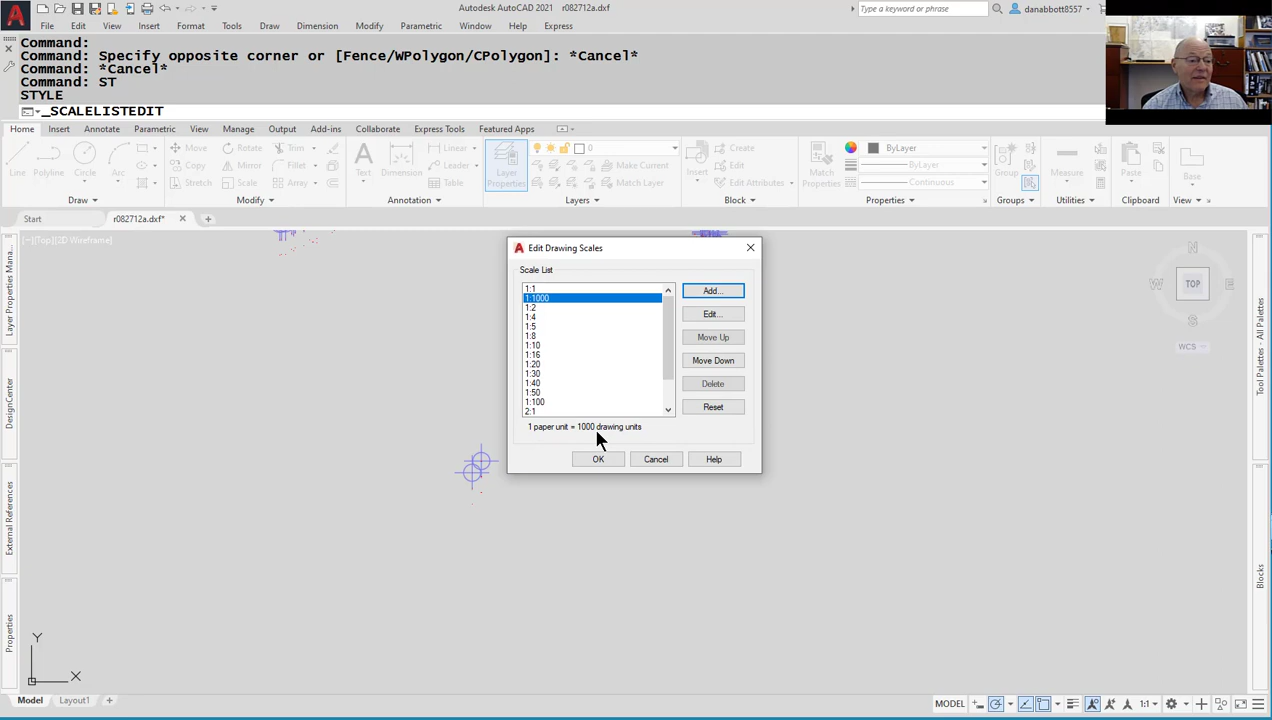 Autodesk AutoCAD 2021 r082712a.dxf
Type a keyword or phrase
danabbott8557
File Edit View Insert Format Tools Draw Dimension Modify Parametric Window Help Express
Command:
Command: Specify opposite corner or [Fence/WPolygon/CPolygon]: *Cancel*
Command: *Cancel*
Command: ST
STYLE
_SCALELISTEDIT
Home Insert Annotate Parametric View Manage Output Add-ins Collaborate Express Tools Featured Apps
Line Polyline Circle Arc
Move Rotate Trim
Copy Mirror Fillet
Stretch Scale Array
Text Dimension
Linear
Leader
Table
Layer Properties
0
Make Current
Match Layer
Insert
Create
Edit
Edit Attributes
Match Properties
ByLayer
ByLayer
Continuous
Group
Measure
Paste
Base
Draw Modify Annotation Layers Block Properties Groups Utilities Clipboard View
Start r082712a.dxf*
[−][Top][2D Wireframe]
Layer Properties Mana...
DesignCenter
External References
Properties
Edit Drawing Scales
Scale List
1:1
1:1000
1:2
1:4
1:5
1:8
1:10
1:16
1:20
1:30
1:40
1:50
1:100
2:1
Add...
Edit...
Move Up
Move Down
Delete
Reset
1 paper unit = 1000 drawing units
OK Cancel Help
N
W TOP E
S
WCS
Tool Palettes - All Palettes
Blocks
Y
X
Model Layout1 +
MODEL 1:1